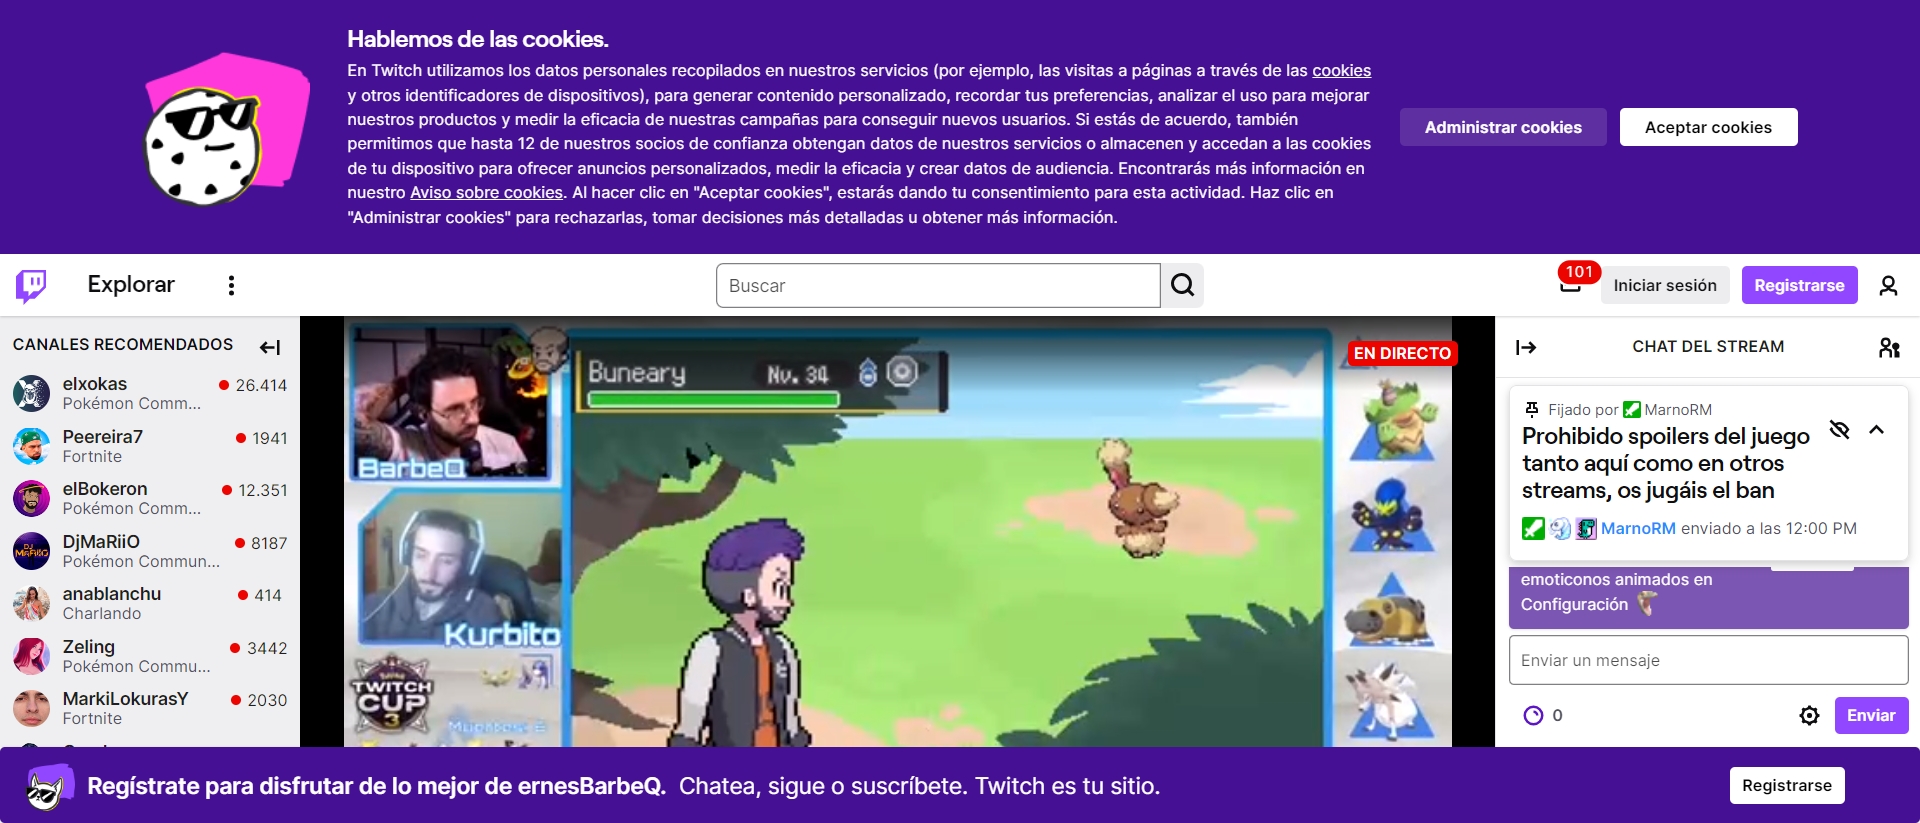 Hablemos de las cookies.
En Twitch utilizamos los datos personales recopilados en nuestros servicios (por ejemplo, las visitas a páginas a través de las cookies
y otros identificadores de dispositivos), para generar contenido personalizado, recordar tus preferencias, analizar el uso para mejorar
nuestros productos y medir la eficacia de nuestras campañas para conseguir nuevos usuarios. Si estás de acuerdo, también
permitimos que hasta 12 de nuestros socios de confianza obtengan datos de nuestros servicios o almacenen y accedan a las cookies
de tu dispositivo para ofrecer anuncios personalizados, medir la eficacia y crear datos de audiencia. Encontrarás más información en
nuestro Aviso sobre cookies. Al hacer clic en "Aceptar cookies", estarás dando tu consentimiento para esta actividad. Haz clic en
"Administrar cookies" para rechazarlas, tomar decisiones más detalladas u obtener más información.
Administrar cookies
Aceptar cookies
Explorar
Buscar
101
Iniciar sesión
Registrarse
CANALES RECOMENDADOS
elxokas 26.414
Pokémon Comm...
Peereira7 1941
Fortnite
elBokeron 12.351
Pokémon Comm...
DjMaRiiO 8187
Pokémon Commun...
anablanchu 414
Charlando
Zeling 3442
Pokémon Commu...
MarkiLokurasY 2030
Fortnite
BarbeQ
Kurbito
TWITCH
CUP
3
Buneary Nv. 34
EN DIRECTO
CHAT DEL STREAM
Fijado por MarnoRM
Prohibido spoilers del juego
tanto aquí como en otros
streams, os jugáis el ban
MarnoRM enviado a las 12:00 PM
emoticonos animados en
Configuración
Enviar un mensaje
0
Enviar
Regístrate para disfrutar de lo mejor de ernesBarbeQ. Chatea, sigue o suscríbete. Twitch es tu sitio.
Registrarse